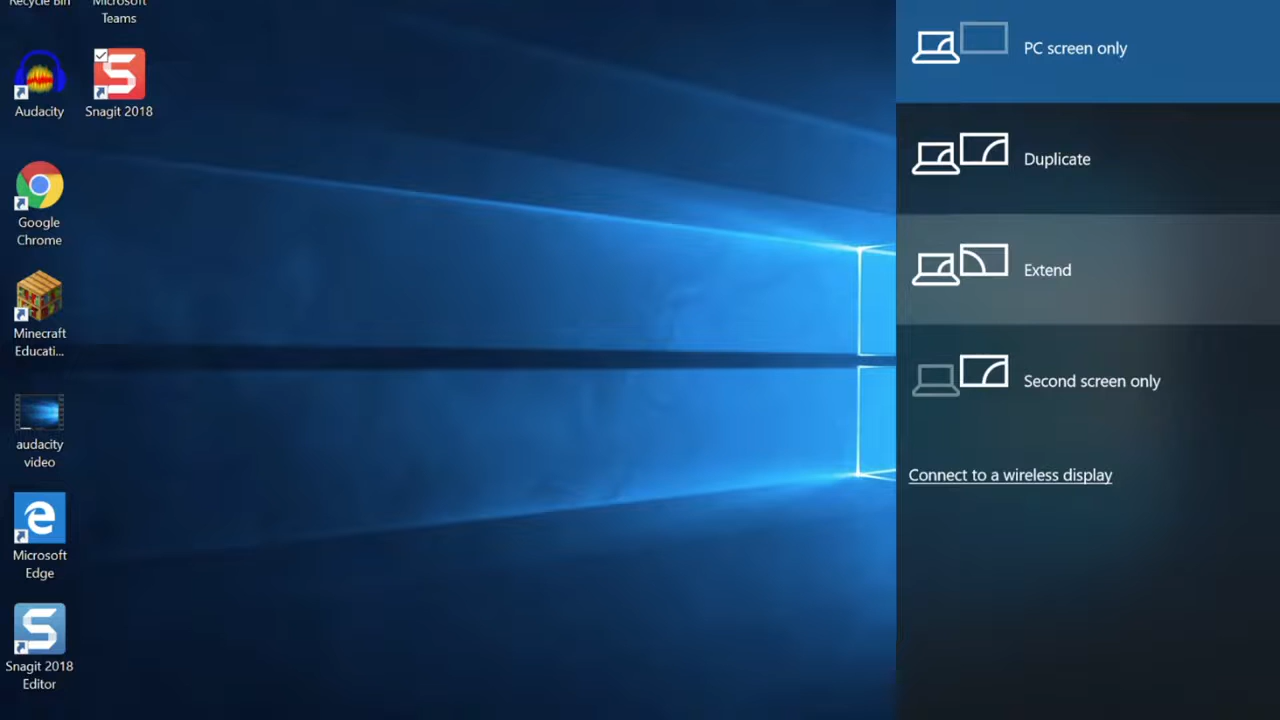 Recycle Bin
Microsoft
Teams
Audacity
Snagit 2018
Google
Chrome
Minecraft
Educati...
audacity
video
Microsoft
Edge
Snagit 2018
Editor
PC screen only
Duplicate
Extend
Second screen only
Connect to a wireless display